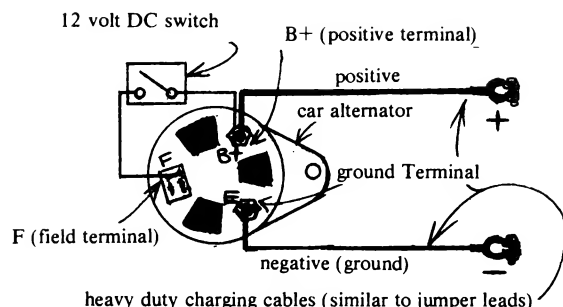 12 volt DC switch
B+ (positive terminal)
positive
car alternator
+
F
B+
ground Terminal
E
F (field terminal)
negative (ground)
−
heavy duty charging cables (similar to jumper leads)